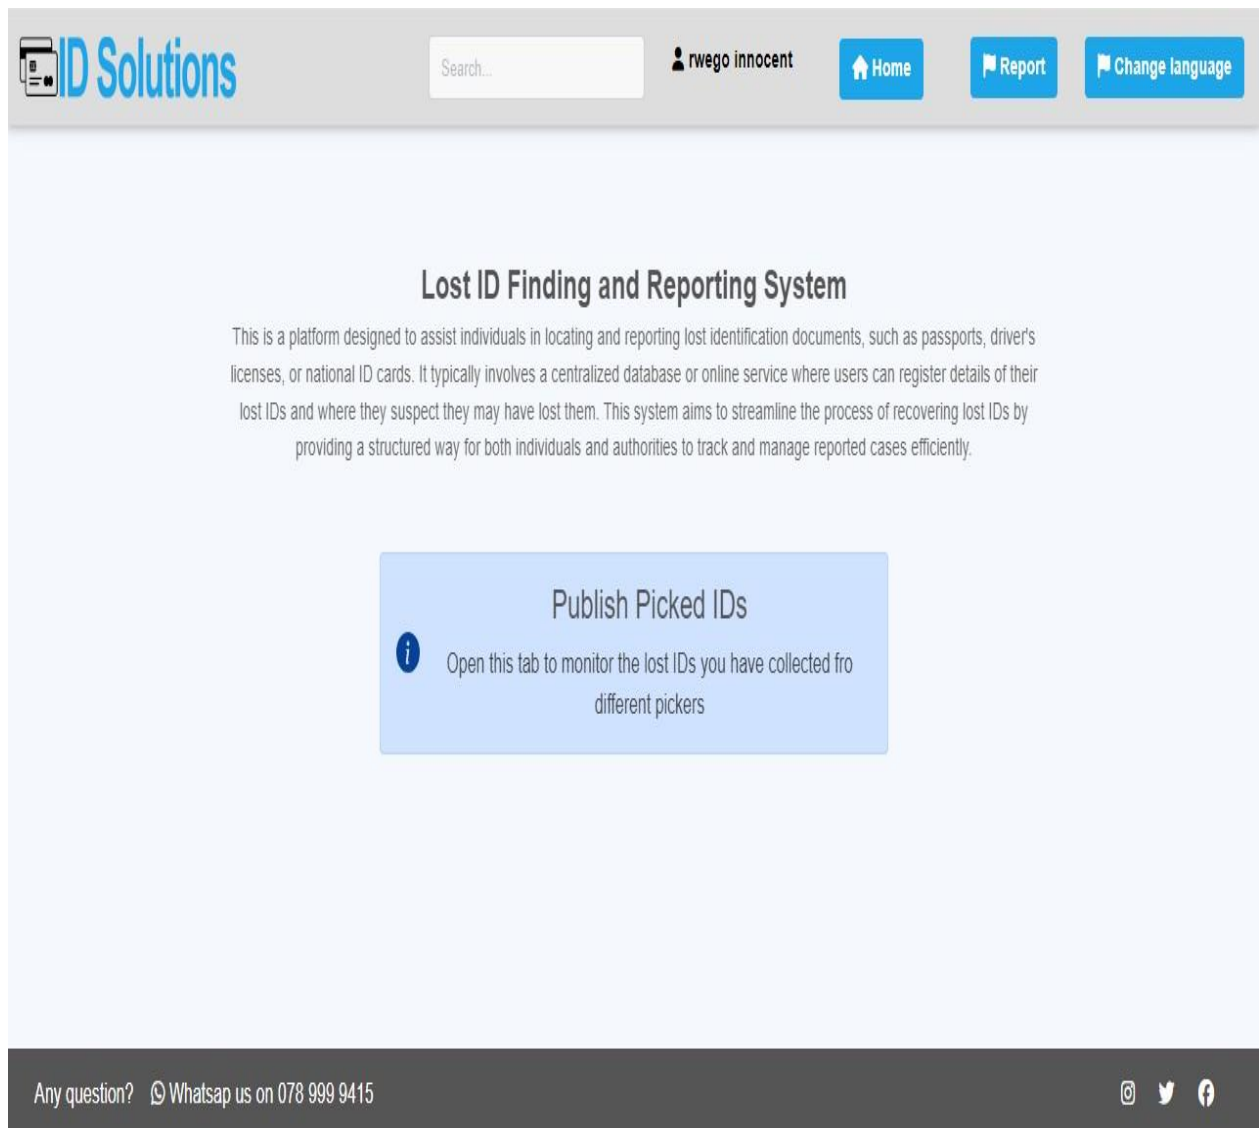 ID Solutions
Search...
rwego innocent
Home
Report
Change language
Lost ID Finding and Reporting System
This is a platform designed to assist individuals in locating and reporting lost identification documents, such as passports, driver's
licenses, or national ID cards. It typically involves a centralized database or online service where users can register details of their
lost IDs and where they suspect they may have lost them. This system aims to streamline the process of recovering lost IDs by
providing a structured way for both individuals and authorities to track and manage reported cases efficiently.
Publish Picked IDs
Open this tab to monitor the lost IDs you have collected fro
different pickers
Any question? Whatsap us on 078 999 9415